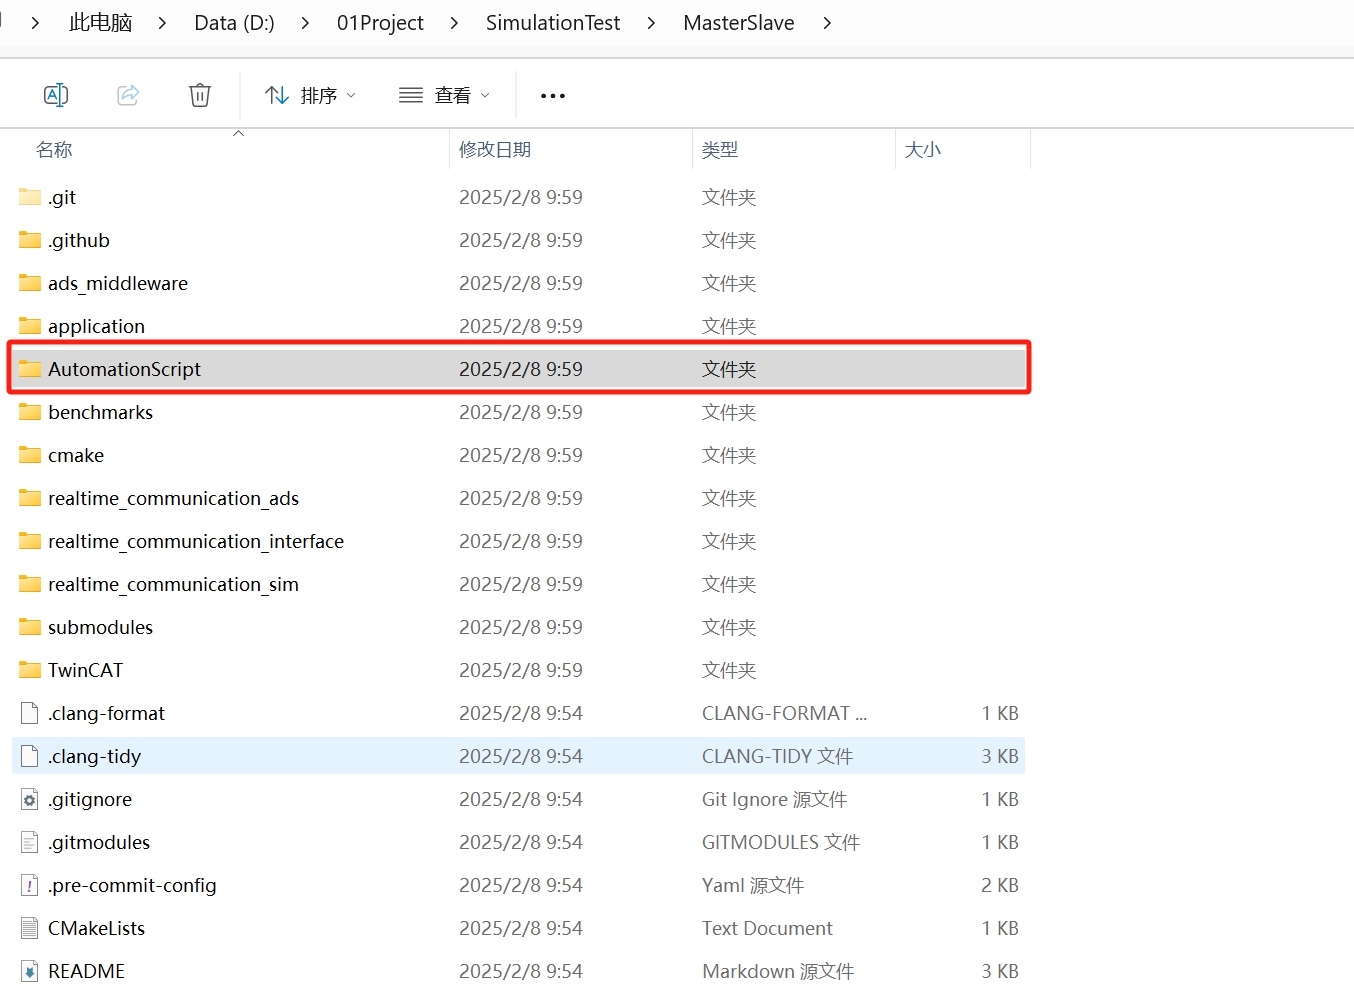 > 此电脑 > Data (D:) > 01Project > SimulationTest > MasterSlave >
排序 查看 •••
名称 修改日期 类型 大小
.git 2025/2/8 9:59 文件夹
.github 2025/2/8 9:59 文件夹
ads_middleware 2025/2/8 9:59 文件夹
application 2025/2/8 9:59 文件夹
AutomationScript 2025/2/8 9:59 文件夹
benchmarks 2025/2/8 9:59 文件夹
cmake 2025/2/8 9:59 文件夹
realtime_communication_ads 2025/2/8 9:59 文件夹
realtime_communication_interface 2025/2/8 9:59 文件夹
realtime_communication_sim 2025/2/8 9:59 文件夹
submodules 2025/2/8 9:59 文件夹
TwinCAT 2025/2/8 9:59 文件夹
.clang-format 2025/2/8 9:54 CLANG-FORMAT ... 1 KB
.clang-tidy 2025/2/8 9:54 CLANG-TIDY 文件 3 KB
.gitignore 2025/2/8 9:54 Git Ignore 源文件 1 KB
.gitmodules 2025/2/8 9:54 GITMODULES 文件 1 KB
.pre-commit-config 2025/2/8 9:54 Yaml 源文件 2 KB
CMakeLists 2025/2/8 9:54 Text Document 1 KB
README 2025/2/8 9:54 Markdown 源文件 3 KB